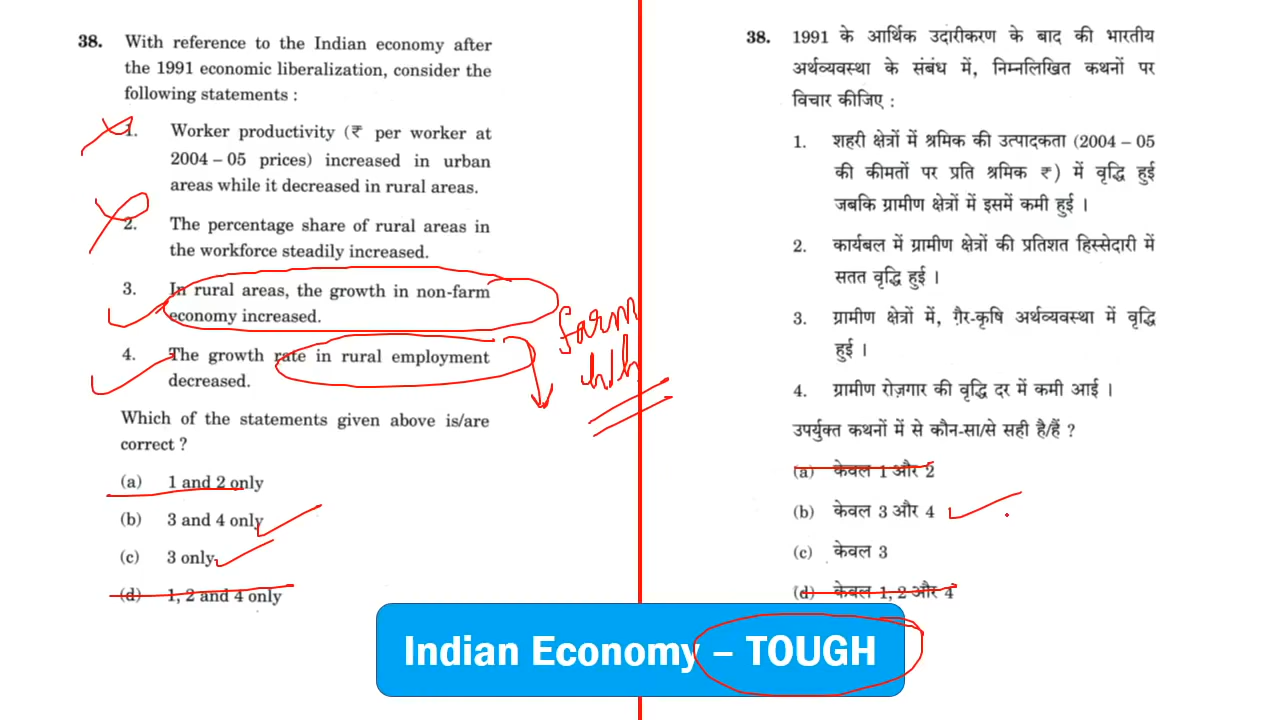 38. With reference to the Indian economy after
the 1991 economic liberalization, consider the
following statements :
1. Worker productivity (₹ per worker at
2004 – 05 prices) increased in urban
areas while it decreased in rural areas.
2. The percentage share of rural areas in
the workforce steadily increased.
3. In rural areas, the growth in non-farm
economy increased.
4. The growth rate in rural employment
decreased.
Which of the statements given above is/are
correct ?
(a) 1 and 2 only
(b) 3 and 4 only
(c) 3 only
(d) 1, 2 and 4 only
farm
h/h
38. 1991 के आर्थिक उदारीकरण के बाद की भारतीय
अर्थव्यवस्था के संबंध में, निम्नलिखित कथनों पर
विचार कीजिए :
1. शहरी क्षेत्रों में श्रमिक की उत्पादकता (2004 – 05
की कीमतों पर प्रति श्रमिक ₹) में वृद्धि हुई
जबकि ग्रामीण क्षेत्रों में इसमें कमी हुई ।
2. कार्यबल में ग्रामीण क्षेत्रों की प्रतिशत हिस्सेदारी में
सतत वृद्धि हुई ।
3. ग्रामीण क्षेत्रों में, ग़ैर-कृषि अर्थव्यवस्था में वृद्धि
हुई ।
4. ग्रामीण रोज़गार की वृद्धि दर में कमी आई ।
उपर्युक्त कथनों में से कौन-सा/से सही है/हैं ?
(a) केवल 1 और 2
(b) केवल 3 और 4
(c) केवल 3
(d) केवल 1, 2 और 4
Indian Economy – TOUGH